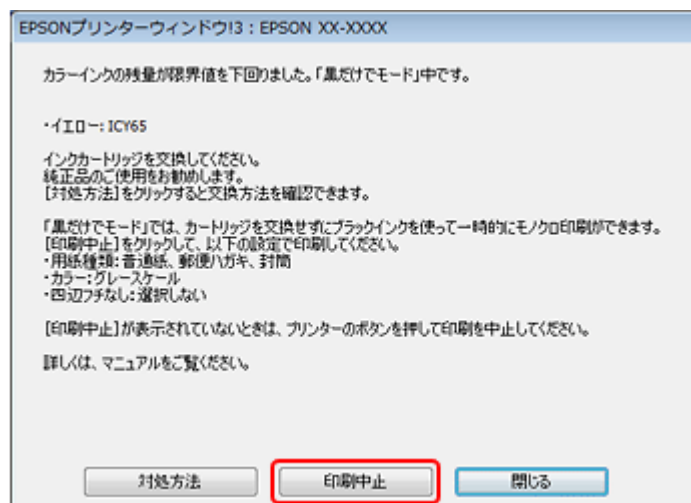 EPSONプリンターウィンドウ!3 : EPSON XX-XXXX
カラーインクの残量が限界値を下回りました。「黒だけでモード」中です。
・イエロー: ICY65
インクカートリッジを交換してください。
純正品のご使用をお勧めします。
[対処方法]をクリックすると交換方法を確認できます。
「黒だけでモード」では、カートリッジを交換せずにブラックインクを使って一時的にモノクロ印刷ができます。
[印刷中止]をクリックして、以下の設定で印刷してください。
・用紙種類: 普通紙、郵便ハガキ、封筒
・カラー: グレースケール
・四辺フチなし: 選択しない
[印刷中止]が表示されていないときは、プリンターのボタンを押して印刷を中止してください。
詳しくは、マニュアルをご覧ください。
対処方法 印刷中止 閉じる